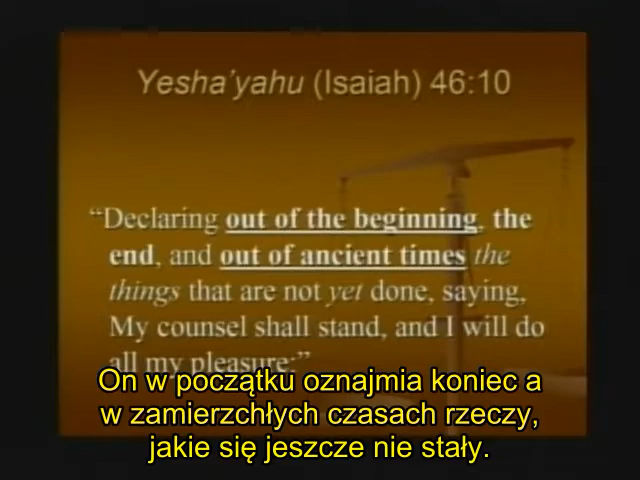 Yesha’yahu (Isaiah) 46:10
“Declaring out of the beginning, the
end, and out of ancient times the
things that are not yet done, saying,
My counsel shall stand, and I will do
all my pleasure:”
On w początku oznajmia koniec a
w zamierzchłych czasach rzeczy,
jakie się jeszcze nie stały.